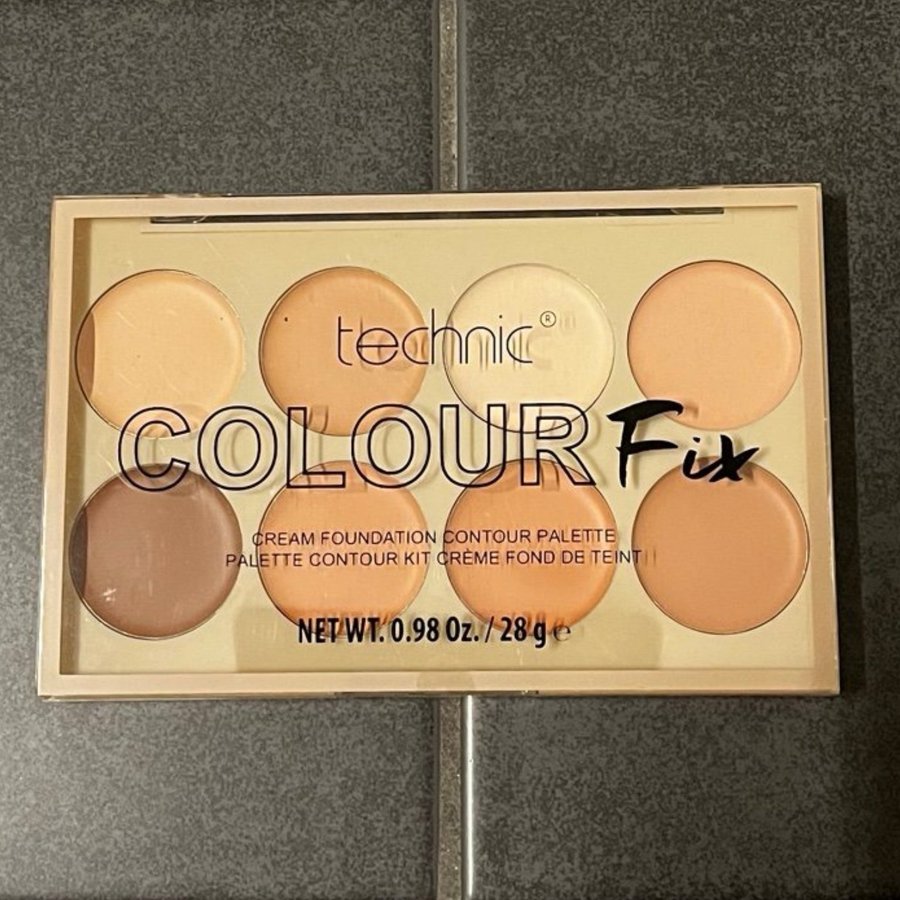 technic®
COLOUR Fix
CREAM FOUNDATION CONTOUR PALETTE
PALETTE CONTOUR KIT CRÈME FOND DE TEINT
NET WT. 0.98 Oz. / 28 g ℮